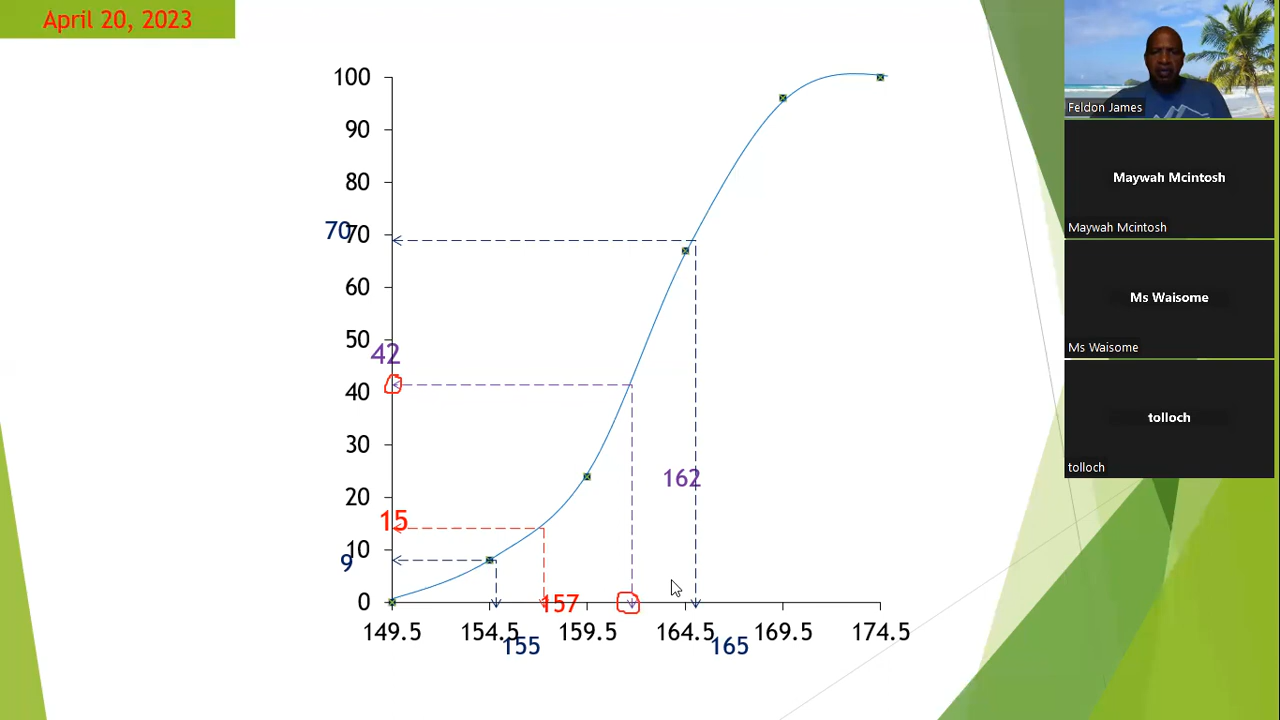 April 20, 2023
100
90
80
70
70
60
50
42
40
30
20
15
10
9
0
162
157
149.5 154.5 159.5 164.5 169.5 174.5
155 165
Feldon James
Maywah Mcintosh
Maywah Mcintosh
Ms Waisome
Ms Waisome
tolloch
tolloch